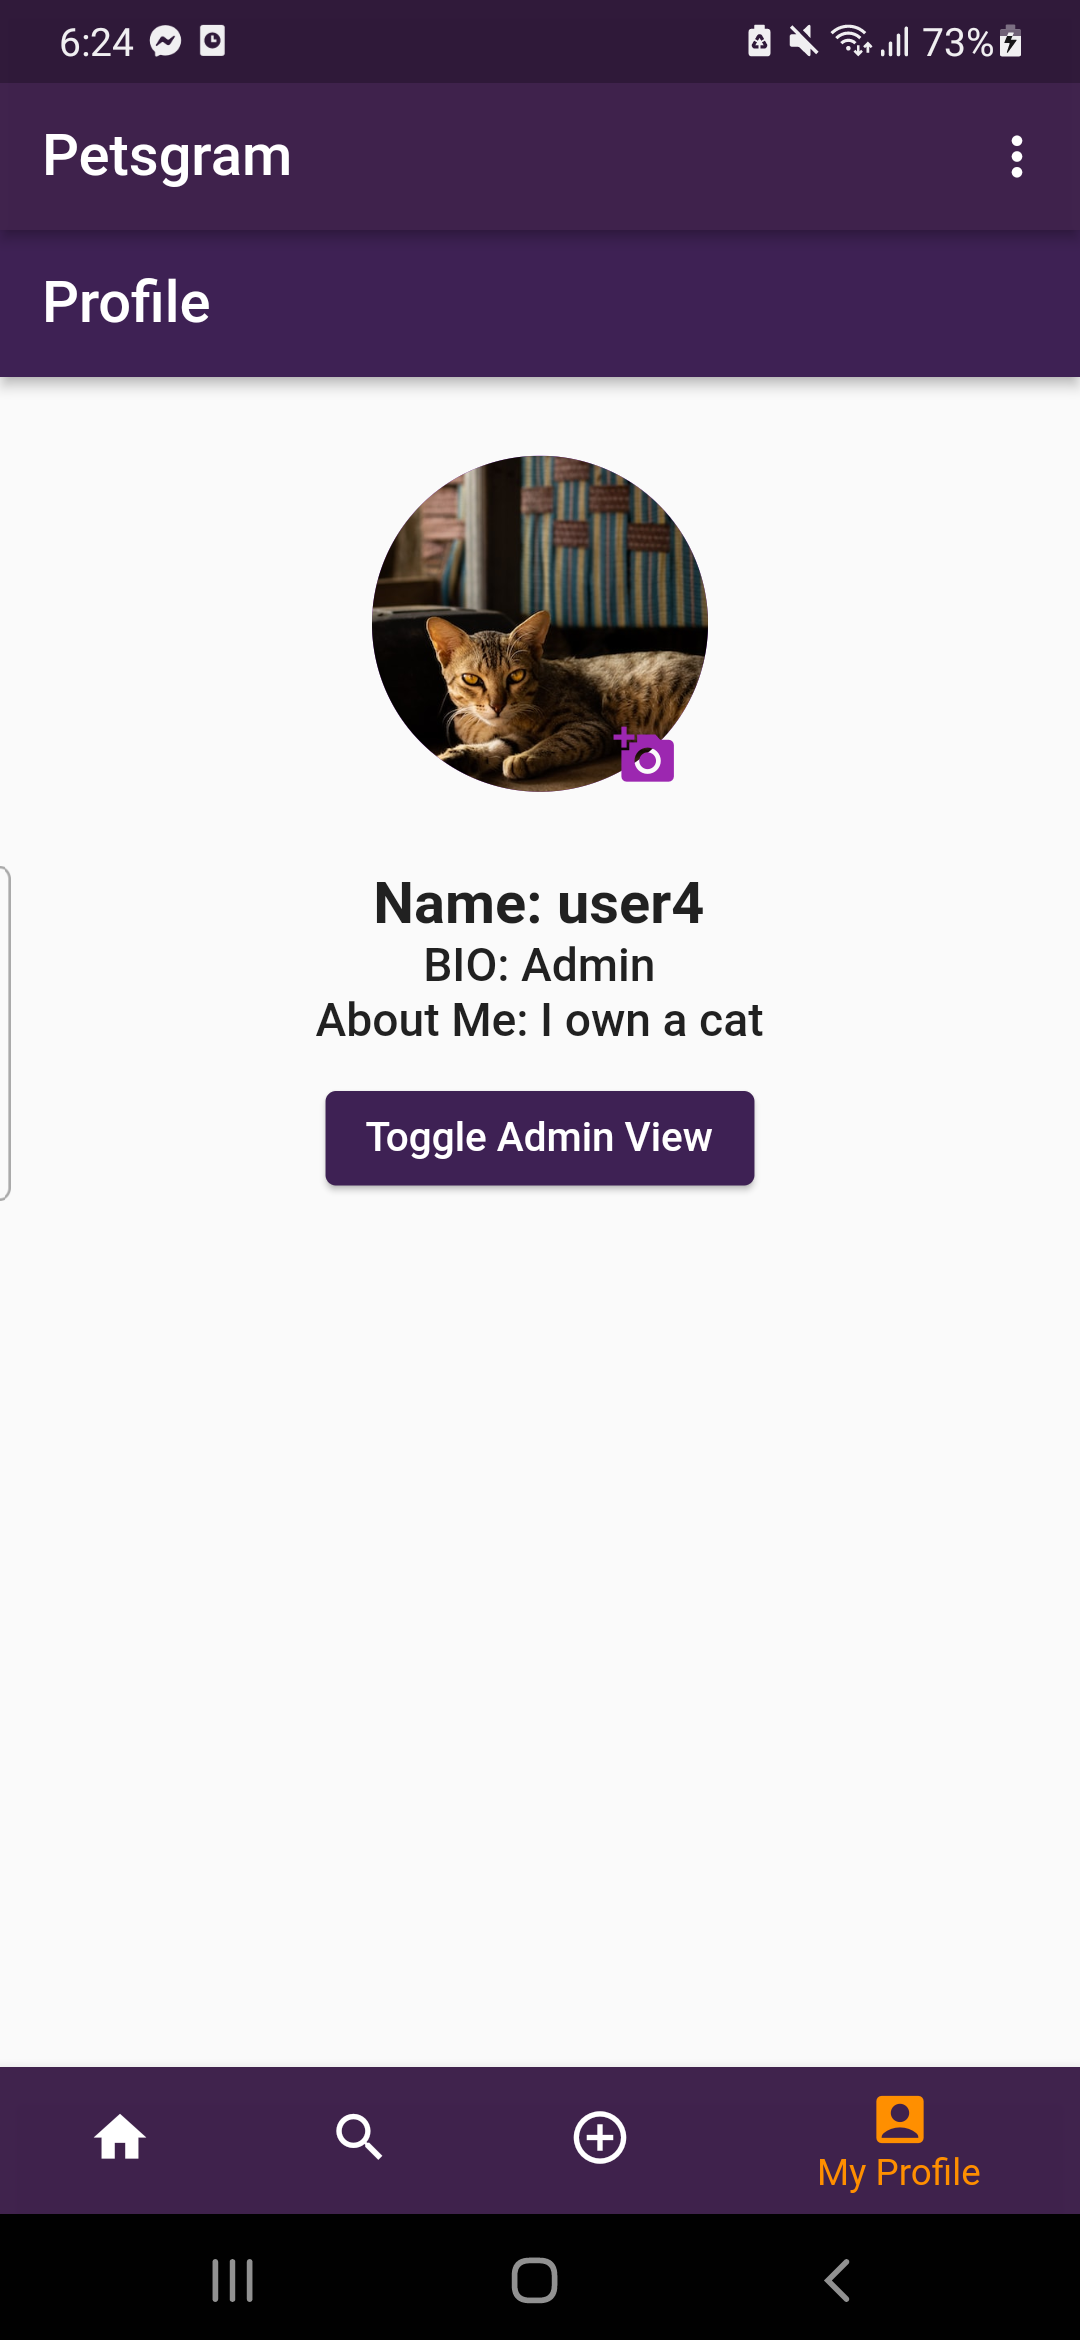 6:24
73%
Petsgram
Profile
Name: user4
BIO: Admin
About Me: I own a cat
Toggle Admin View
My Profile